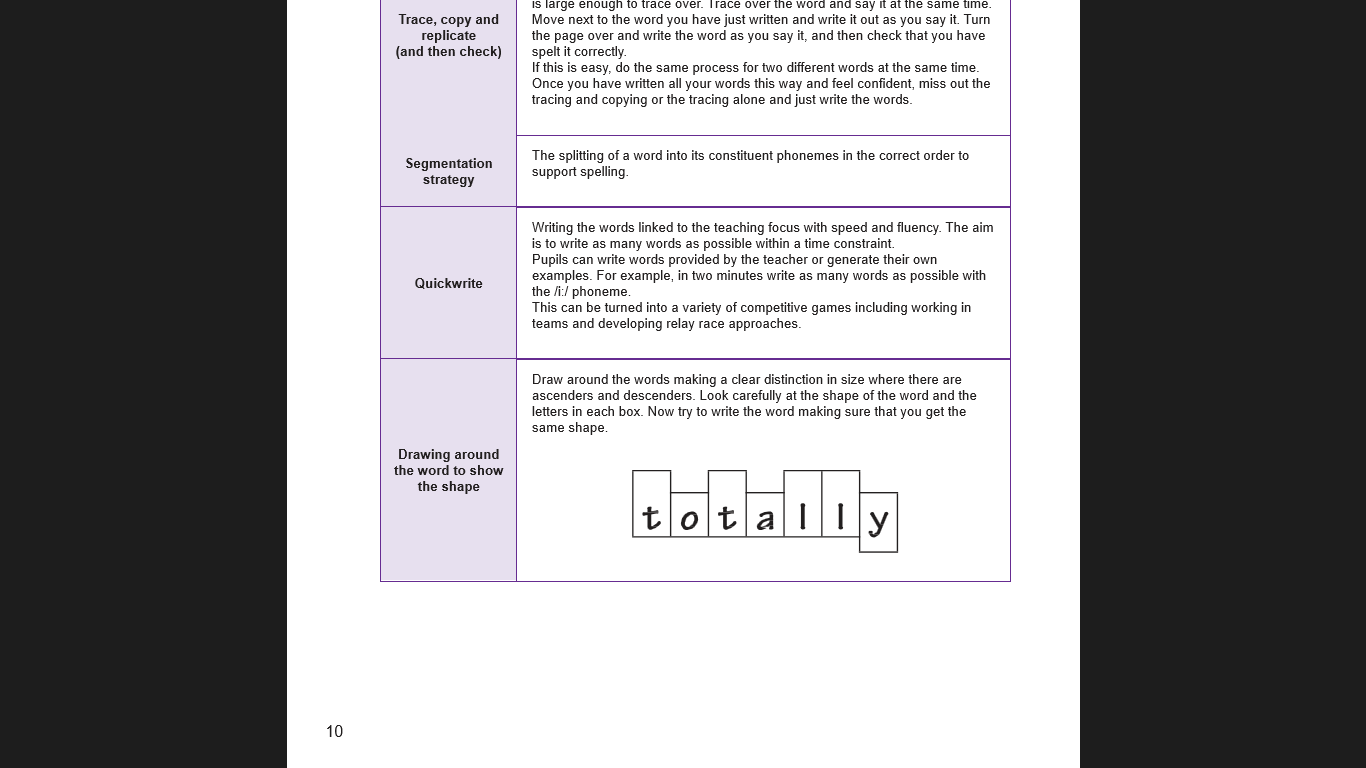 is large enough to trace over. Trace over the word and say it at the same time.
Trace, copy and
replicate
(and then check)
Move next to the word you have just written and write it out as you say it. Turn
the page over and write the word as you say it, and then check that you have
spelt it correctly.
If this is easy, do the same process for two different words at the same time.
Once you have written all your words this way and feel confident, miss out the
tracing and copying or the tracing alone and just write the words.
Segmentation
strategy
The splitting of a word into its constituent phonemes in the correct order to
support spelling.
Quickwrite
Writing the words linked to the teaching focus with speed and fluency. The aim
is to write as many words as possible within a time constraint.
Pupils can write words provided by the teacher or generate their own
examples. For example, in two minutes write as many words as possible with
the /i:/ phoneme.
This can be turned into a variety of competitive games including working in
teams and developing relay race approaches.
Drawing around
the word to show
the shape
Draw around the words making a clear distinction in size where there are
ascenders and descenders. Look carefully at the shape of the word and the
letters in each box. Now try to write the word making sure that you get the
same shape.
totally
10